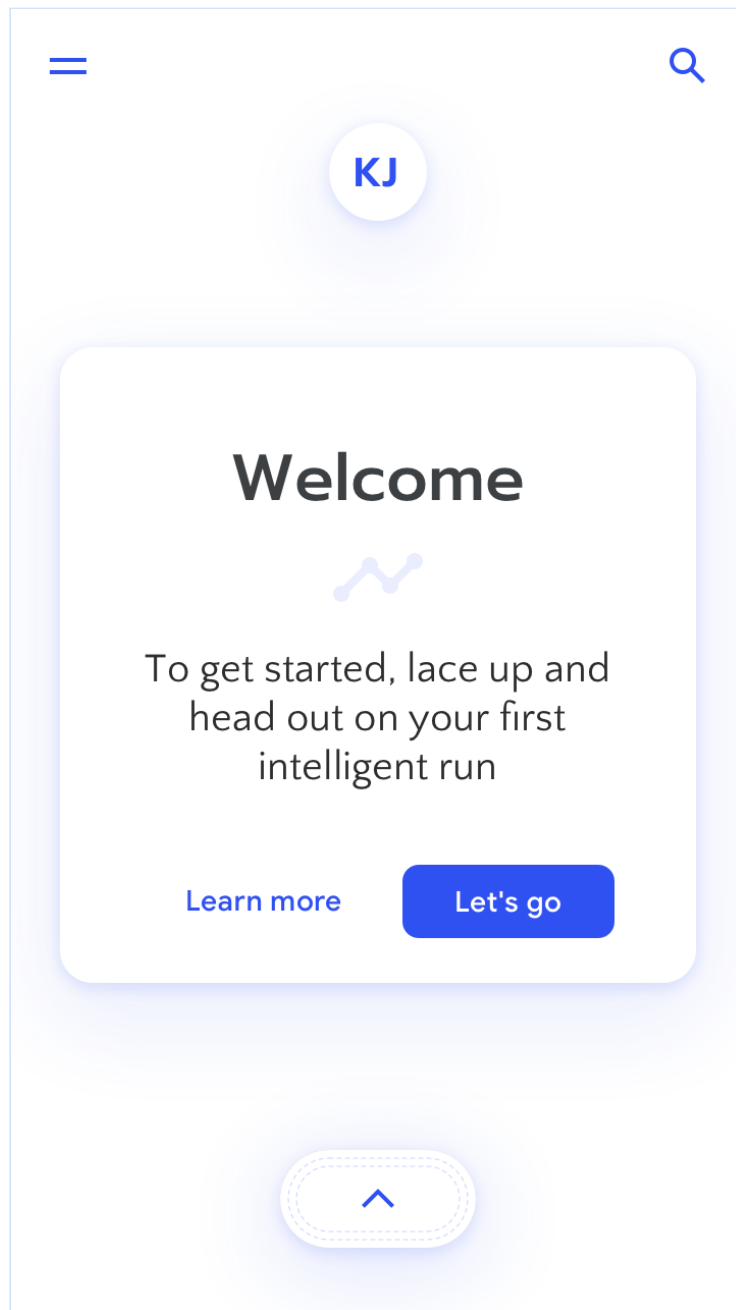 KJ
Welcome
To get started, lace up and
head out on your first
intelligent run
Learn more
Let's go